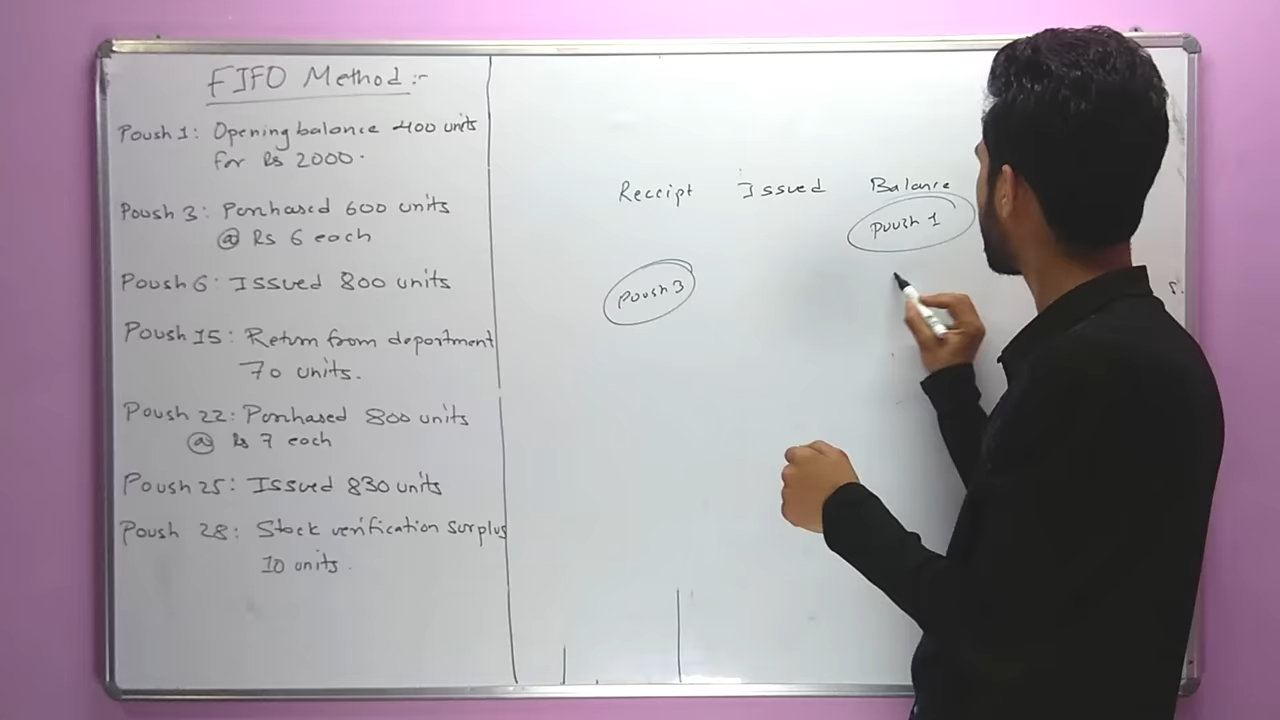 FIFO Method :-
Poush 1: Opening balance 400 units
for Rs 2000.
Poush 3: Purchased 600 units
@ Rs 6 each
Poush 6: Issued 800 units
Poush 15: Return from department
70 units.
Poush 22: Purchased 800 units
@ Rs 7 each
Poush 25: Issued 830 units
Poush 28: Stock verification surplus
10 units.
Receipt Issued Balance
Poush 1
Poush 3